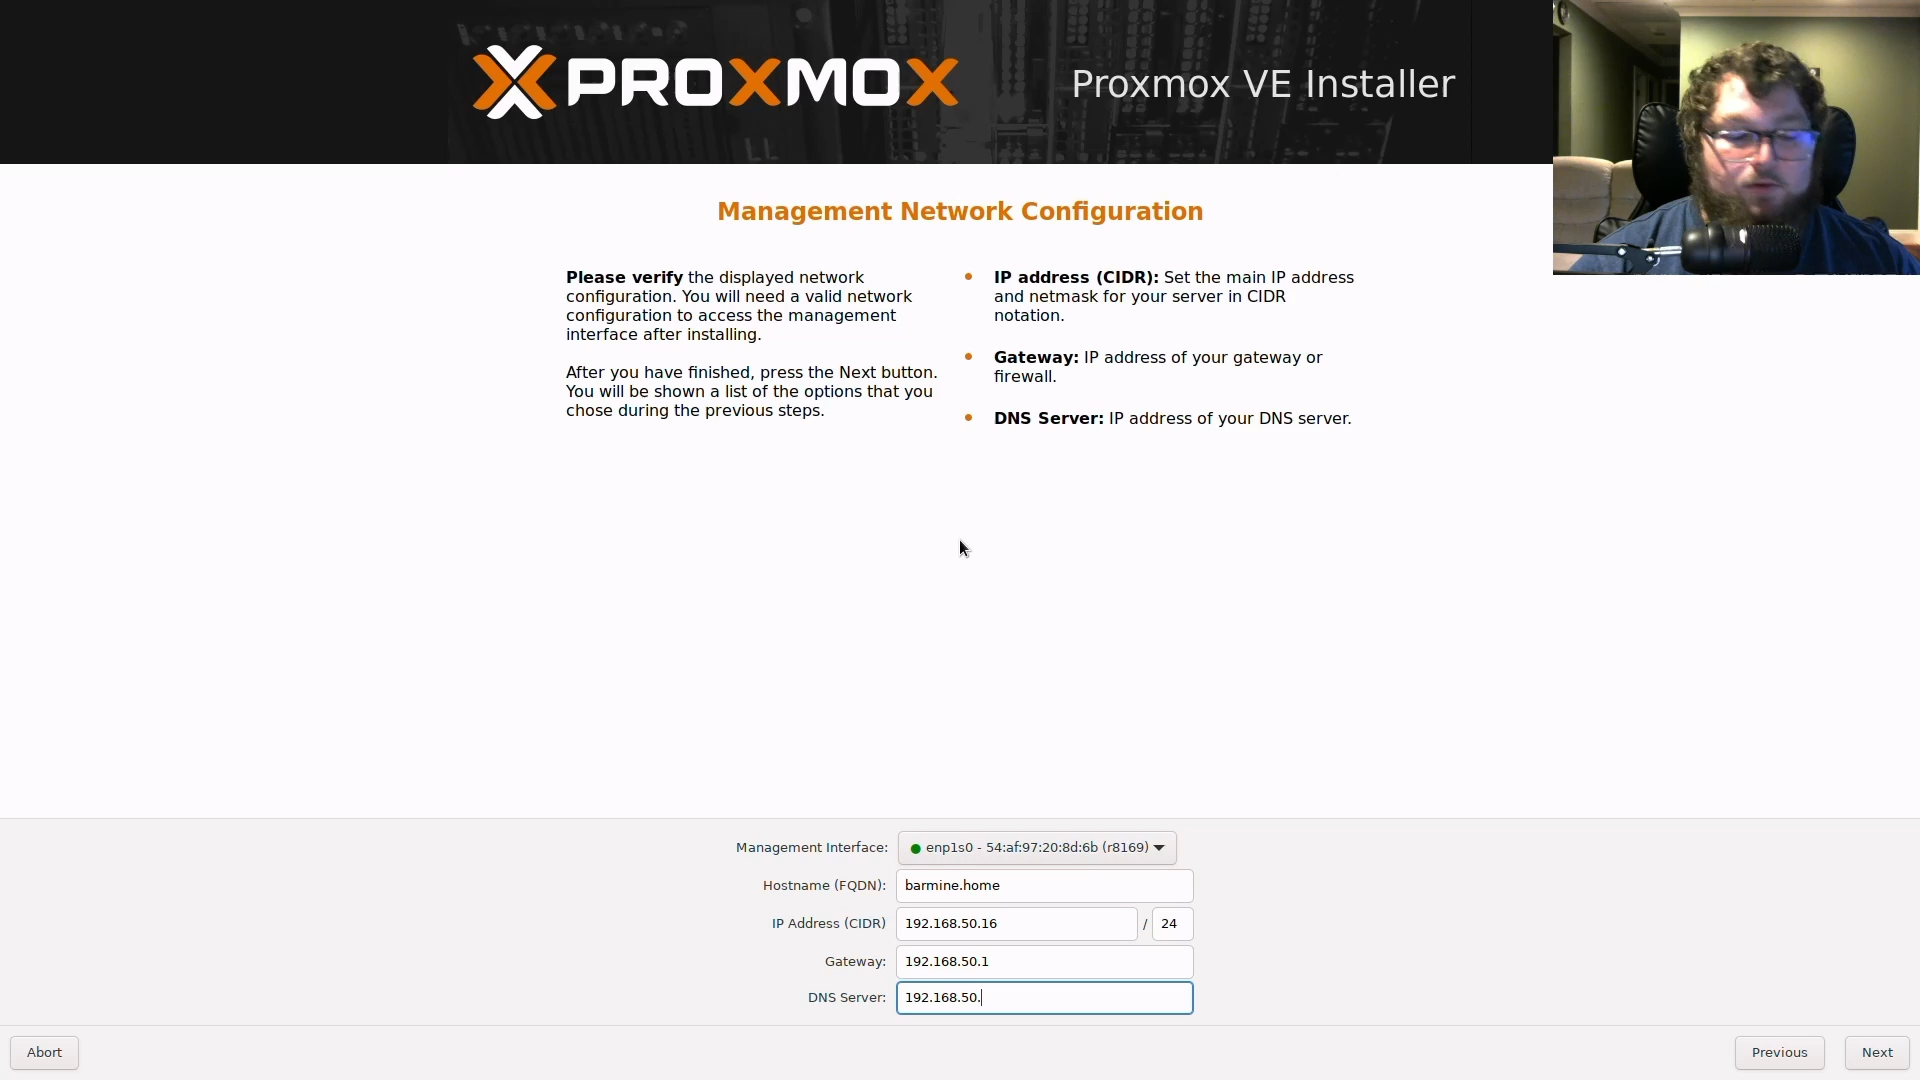 PROXMOX
Proxmox VE Installer
Management Network Configuration
Please verify the displayed network
configuration. You will need a valid network
configuration to access the management
interface after installing.
After you have finished, press the Next button.
You will be shown a list of the options that you
chose during the previous steps.
• IP address (CIDR): Set the main IP address
and netmask for your server in CIDR
notation.
• Gateway: IP address of your gateway or
firewall.
• DNS Server: IP address of your DNS server.
Management Interface: enp1s0 - 54:af:97:20:8d:6b (r8169)
Hostname (FQDN): barmine.home
IP Address (CIDR) 192.168.50.16 / 24
Gateway: 192.168.50.1
DNS Server: 192.168.50.
Abort Previous Next